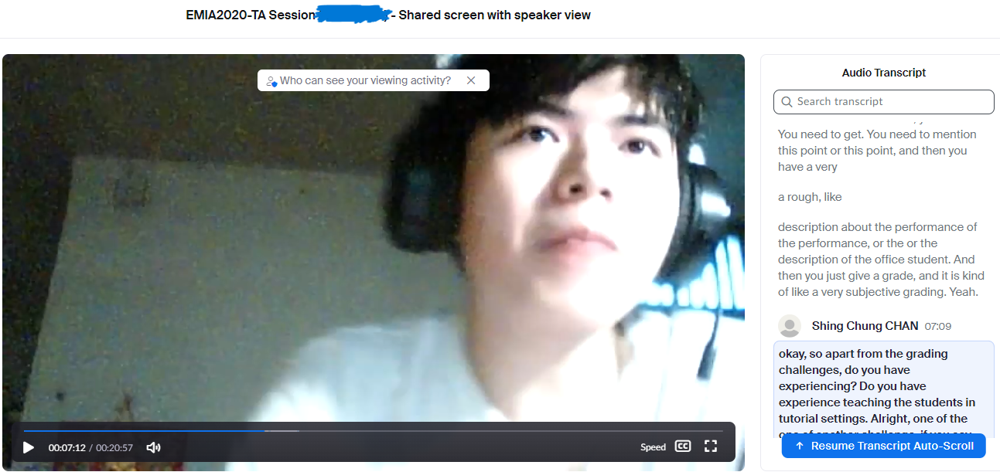 EMIA2020-TA Session - Shared screen with speaker view
Who can see your viewing activity?
Audio Transcript
Search transcript
You need to get. You need to mention
this point or this point, and then you
have a very
a rough, like
description about the performance of
the performance, or the or the
description of the office student. And
then you just give a grade, and it is kind
of like a very subjective grading. Yeah.
Shing Chung CHAN 07:09
okay, so apart from the grading
challenges, do you have
experiencing? Do you have
experience teaching the students in
tutorial settings. Alright, one of the
Resume Transcript Auto-Scroll
00:07:12 / 00:20:57
Speed
CC